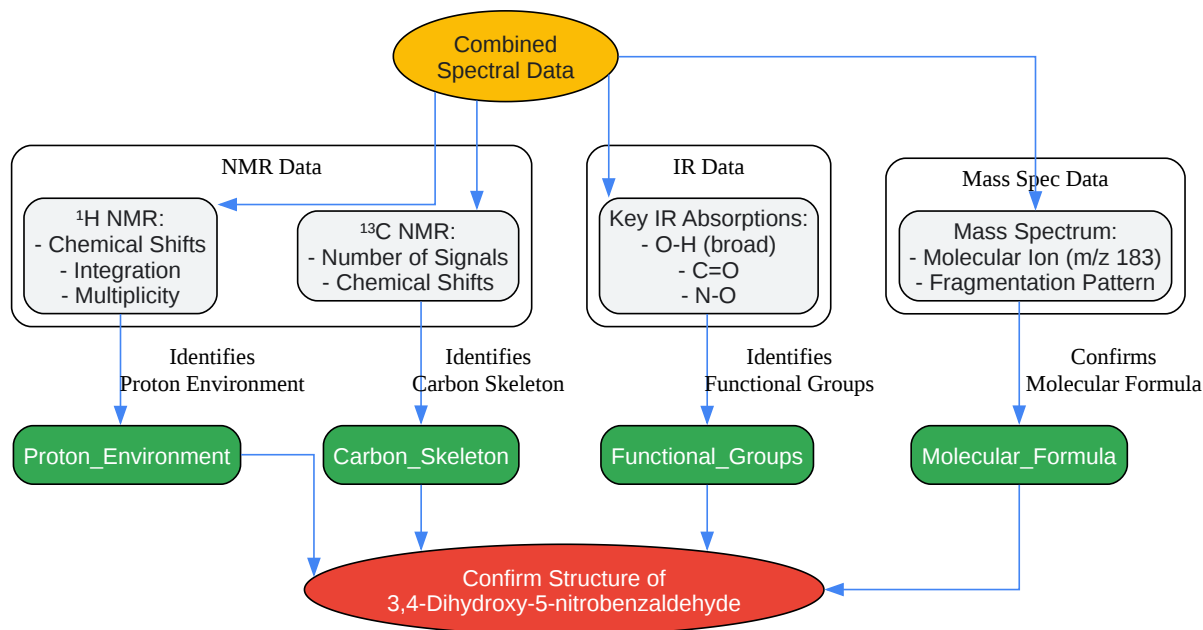 Combined
Spectral Data
NMR Data
IR Data
Mass Spec Data
¹H NMR:
- Chemical Shifts
- Integration
- Multiplicity
¹³C NMR:
- Number of Signals
- Chemical Shifts
Key IR Absorptions:
- O-H (broad)
- C=O
- N-O
Mass Spectrum:
- Molecular Ion (m/z 183)
- Fragmentation Pattern
Identifies
Proton Environment
Identifies
Carbon Skeleton
Identifies
Functional Groups
Confirms
Molecular Formula
Proton_Environment
Carbon_Skeleton
Functional_Groups
Molecular_Formula
Confirm Structure of
3,4-Dihydroxy-5-nitrobenzaldehyde